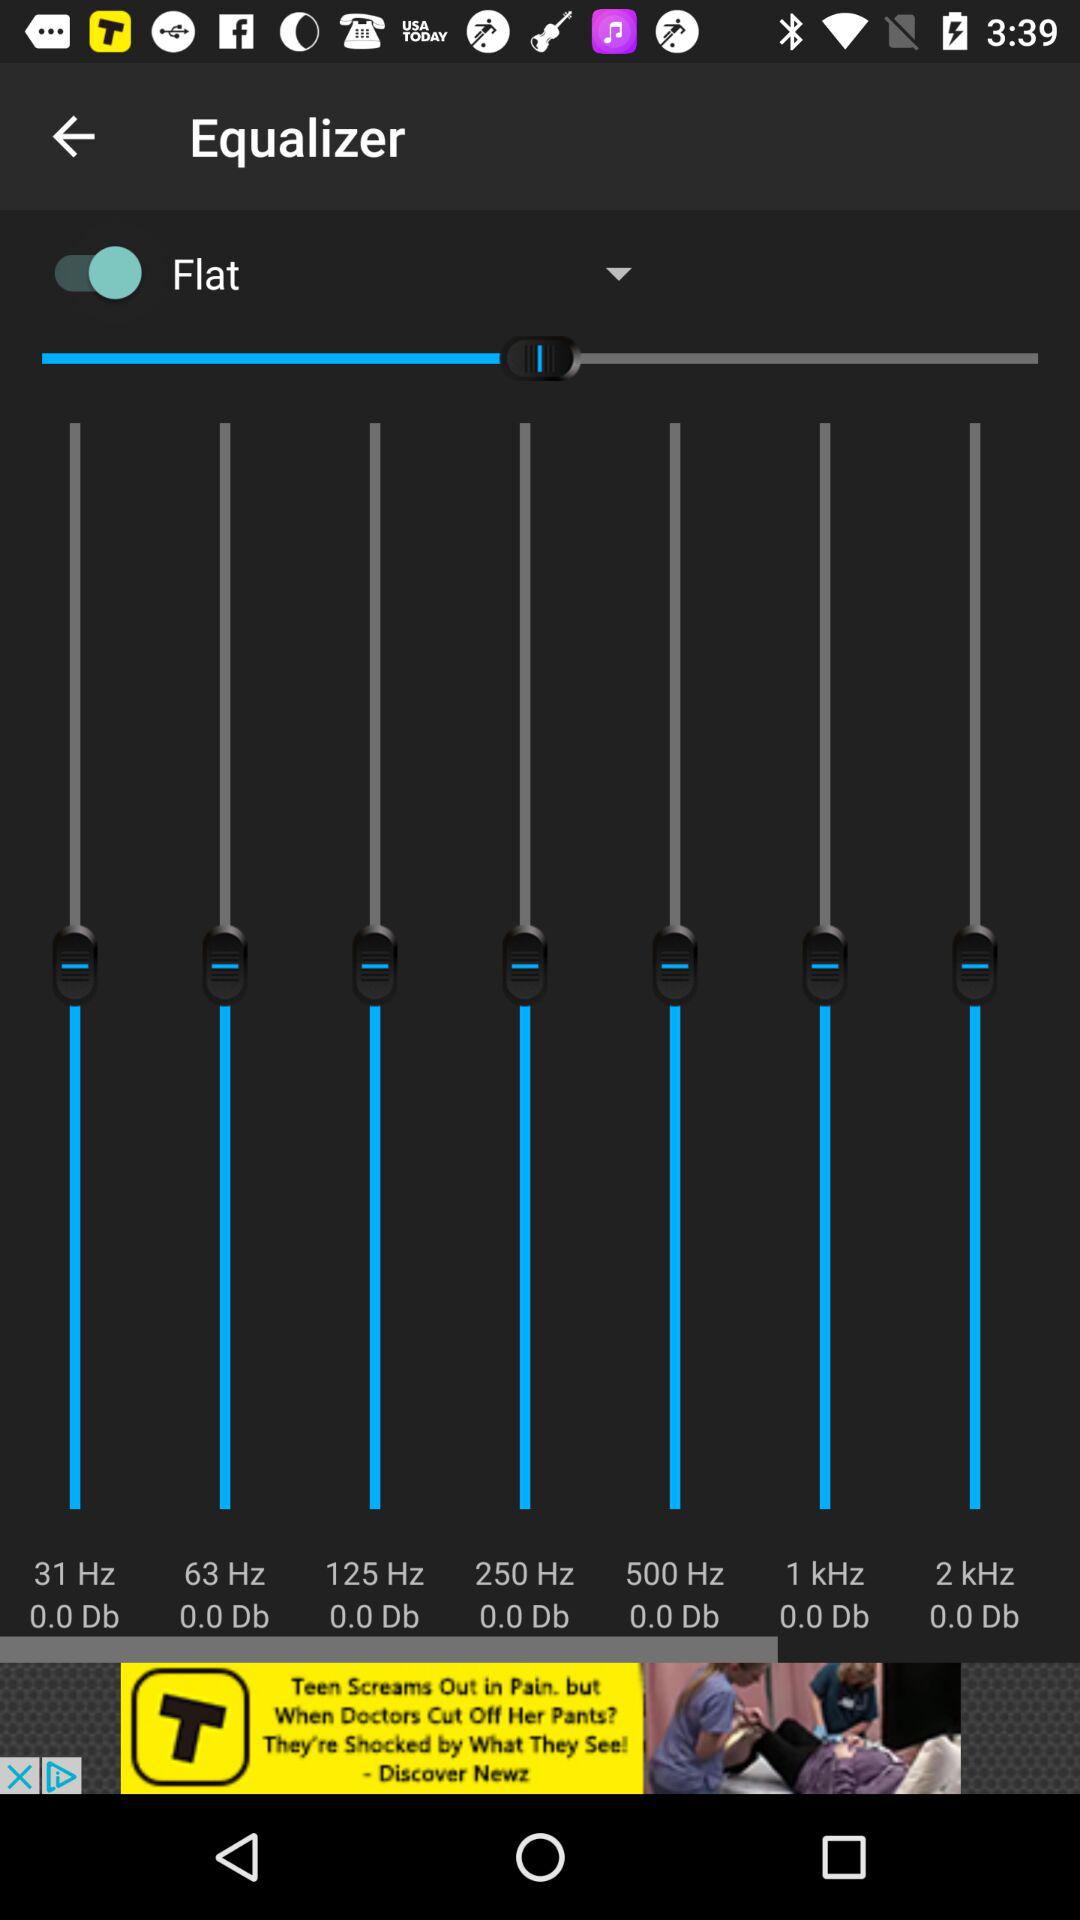 USA
TODAY
3:39
Equalizer
Flat
31 Hz 63 Hz 125 Hz 250 Hz 500 Hz 1 kHz 2 kHz
0.0 Db 0.0 Db 0.0 Db 0.0 Db 0.0 Db 0.0 Db 0.0 Db
T
Teen Screams Out in Pain. but
When Doctors Cut Off Her Pants?
They're Shocked by What They See!
- Discover Newz